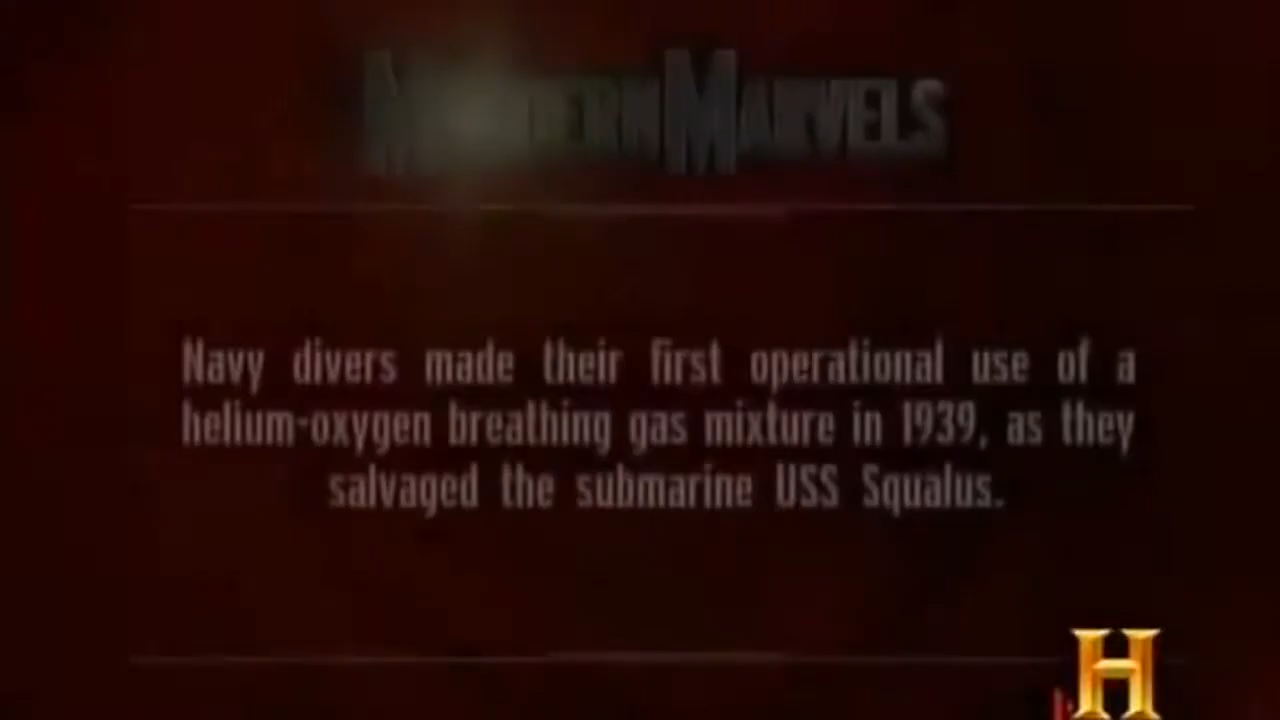 MODERN MARVELS
Navy divers made their first operational use of a
helium-oxygen breathing gas mixture in 1939, as they
salvaged the submarine USS Squalus.
H